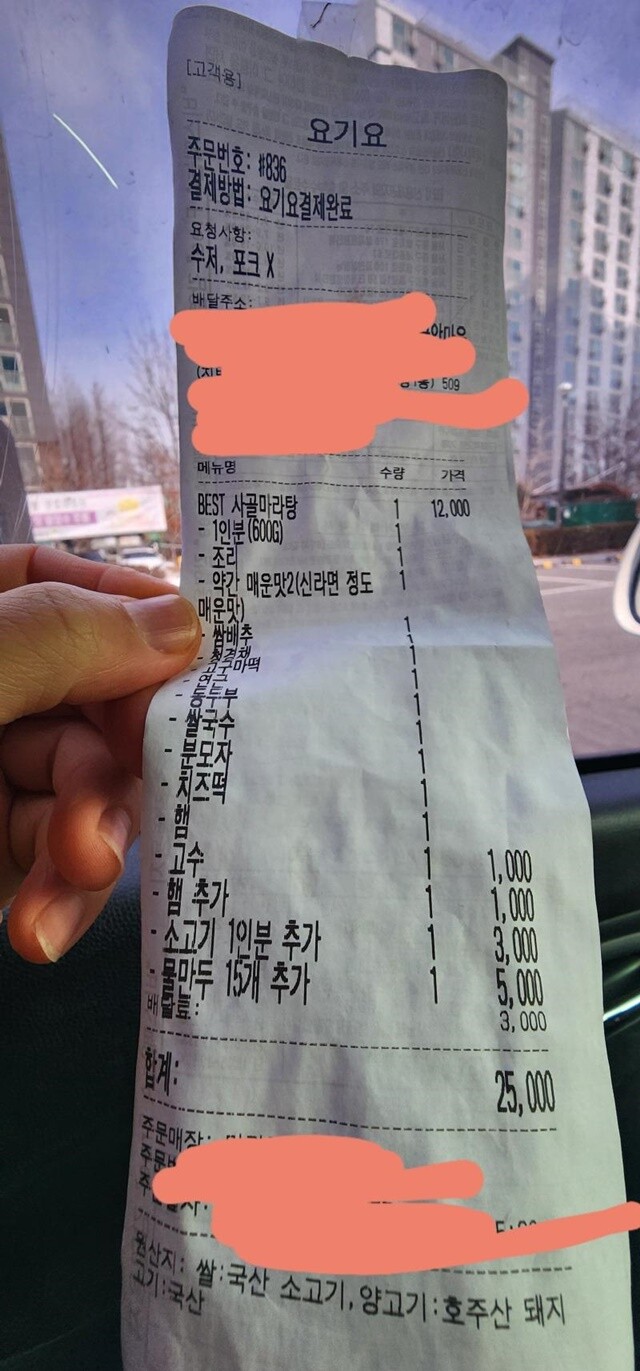 [고객용]
요기요
주문번호: #836
결제방법: 요기요결제완료
요청사항:
수저, 포크 X
배달주소:
509
메뉴명 수량 가격
BEST 사골마라탕 1 12,000
- 1인분(600G) 1
- 조리 1
- 약간 매운맛2(신라면 정도 1
매운맛)
- 쌈배추 1
- 청경채 1
- 고구마떡 1
- 연근 1
- 동두부 1
- 쌀국수 1
- 분모자 1
- 치즈떡 1
- 햄 1
- 고수 1 1,000
- 햄 추가 1 1,000
- 소고기 1인분 추가 1 3,000
- 물만두 15개 추가 1 5,000
배달료: 3,000
합계: 25,000
주문매장:
원산지: 쌀:국산 소고기,양고기:호주산 돼지
고기:국산